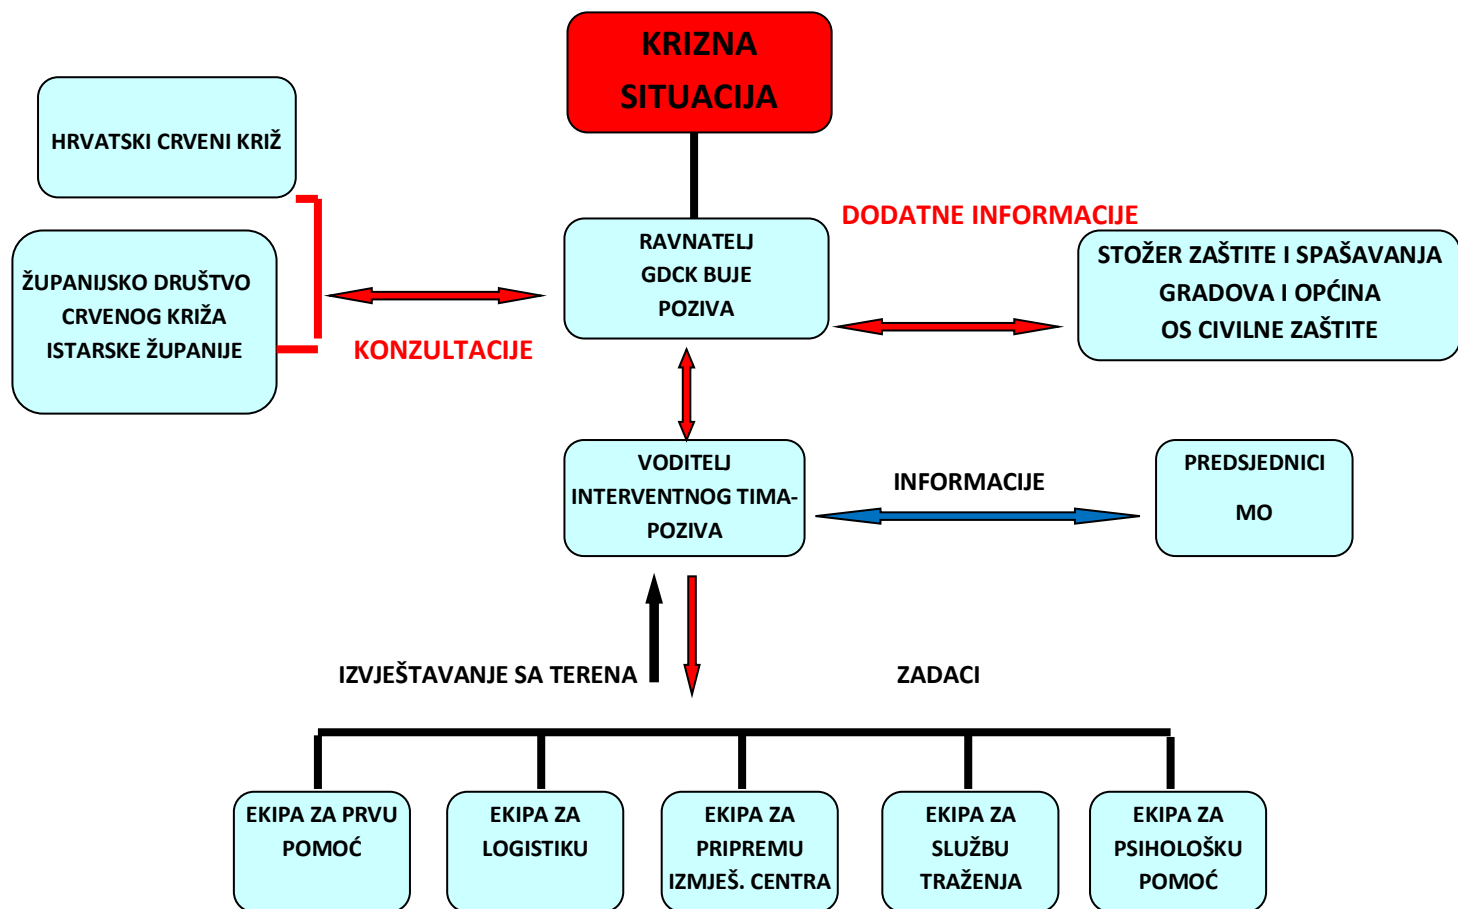 KRIZNA
SITUACIJA
HRVATSKI CRVENI KRIŽ
ŽUPANIJSKO DRUŠTVO
CRVENOG KRIŽA
ISTARSKE ŽUPANIJE
KONZULTACIJE
RAVNATELJ
GDCK BUJE
POZIVA
DODATNE INFORMACIJE
STOŽER ZAŠTITE I SPAŠAVANJA
GRADOVA I OPĆINA
OS CIVILNE ZAŠTITE
VODITELJ
INTERVENTNOG TIMA-
POZIVA
INFORMACIJE
PREDSJEDNICI
MO
IZVJEŠTAVANJE SA TERENA
ZADACI
EKIPA ZA PRVU
POMOĆ
EKIPA ZA
LOGISTIKU
EKIPA ZA
PRIPREMU
IZMJEŠ. CENTRA
EKIPA ZA
SLUŽBU
TRAŽENJA
EKIPA ZA
PSIHOLOŠKU
POMOĆ